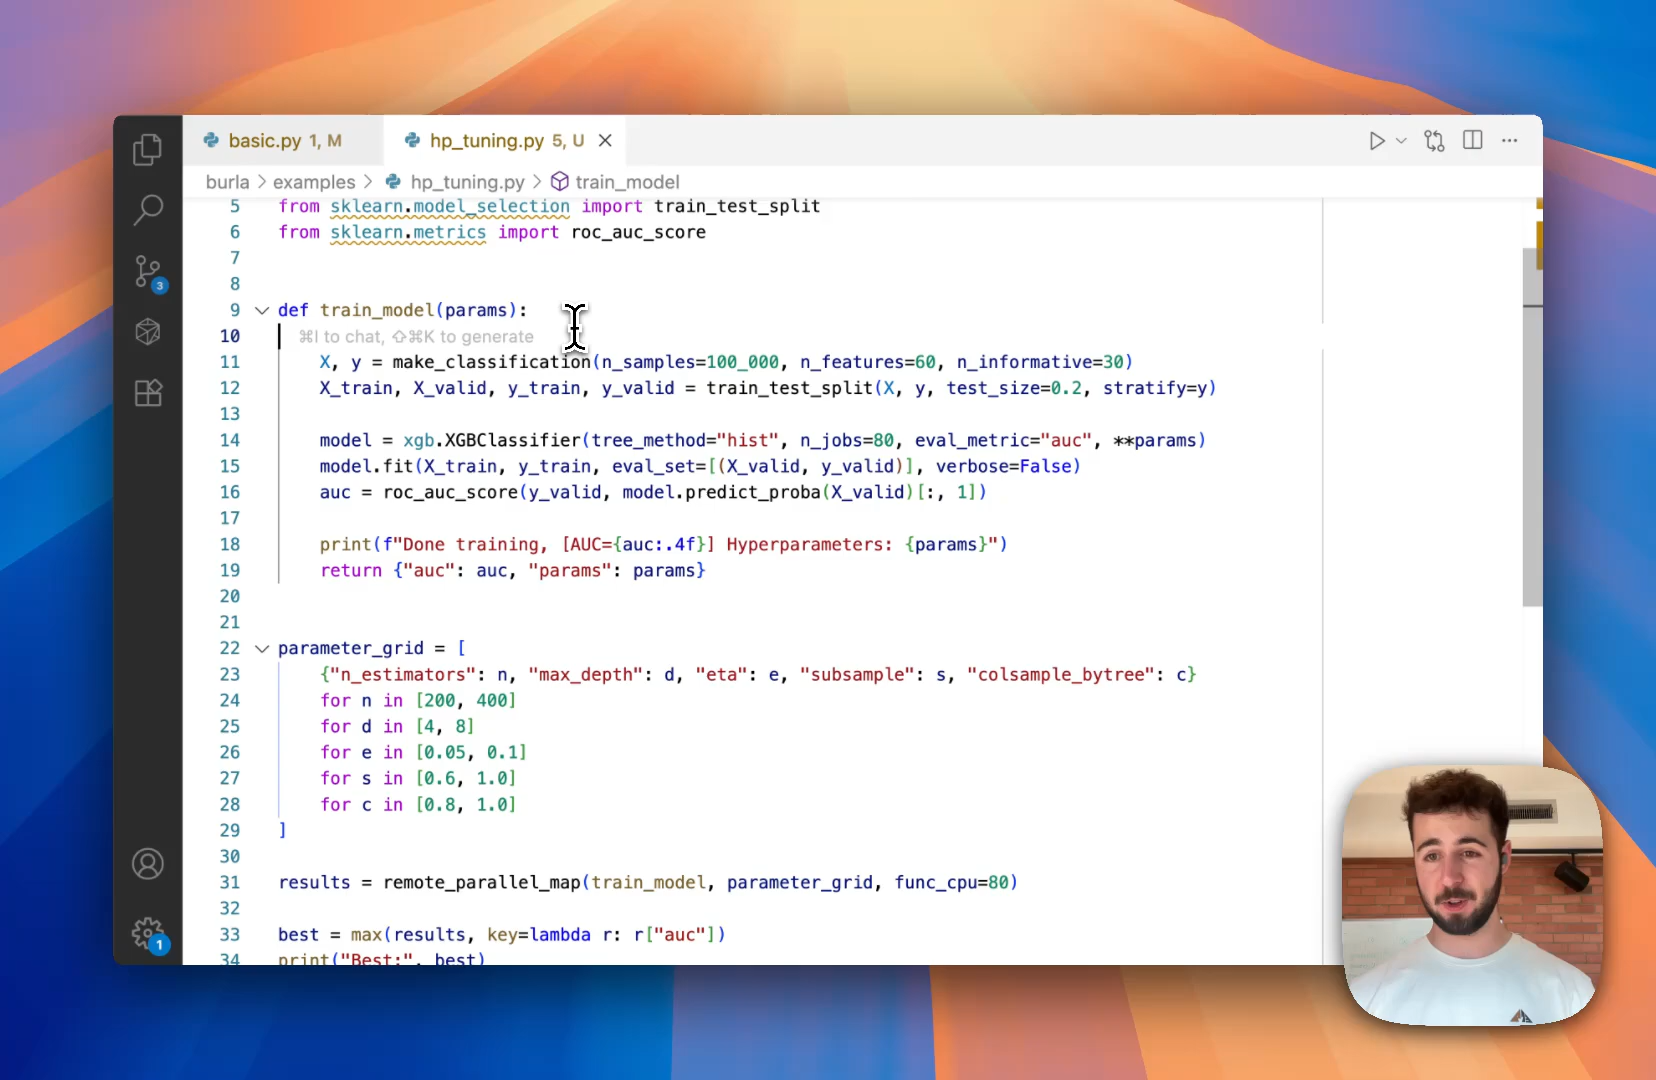 basic.py 1, M
hp_tuning.py 5, U
burla > examples > hp_tuning.py > train_model
5 from sklearn.model_selection import train_test_split
6 from sklearn.metrics import roc_auc_score
7
8
9 def train_model(params):
10 ⌘I to chat, ⇧⌘K to generate
11 X, y = make_classification(n_samples=100_000, n_features=60, n_informative=30)
12 X_train, X_valid, y_train, y_valid = train_test_split(X, y, test_size=0.2, stratify=y)
13
14 model = xgb.XGBClassifier(tree_method="hist", n_jobs=80, eval_metric="auc", **params)
15 model.fit(X_train, y_train, eval_set=[(X_valid, y_valid)], verbose=False)
16 auc = roc_auc_score(y_valid, model.predict_proba(X_valid)[:, 1])
17
18 print(f"Done training, [AUC={auc:.4f}] Hyperparameters: {params}")
19 return {"auc": auc, "params": params}
20
21
22 parameter_grid = [
23 {"n_estimators": n, "max_depth": d, "eta": e, "subsample": s, "colsample_bytree": c}
24 for n in [200, 400]
25 for d in [4, 8]
26 for e in [0.05, 0.1]
27 for s in [0.6, 1.0]
28 for c in [0.8, 1.0]
29 ]
30
31 results = remote_parallel_map(train_model, parameter_grid, func_cpu=80)
32
33 best = max(results, key=lambda r: r["auc"])
34 print("Best:", best)
3
1